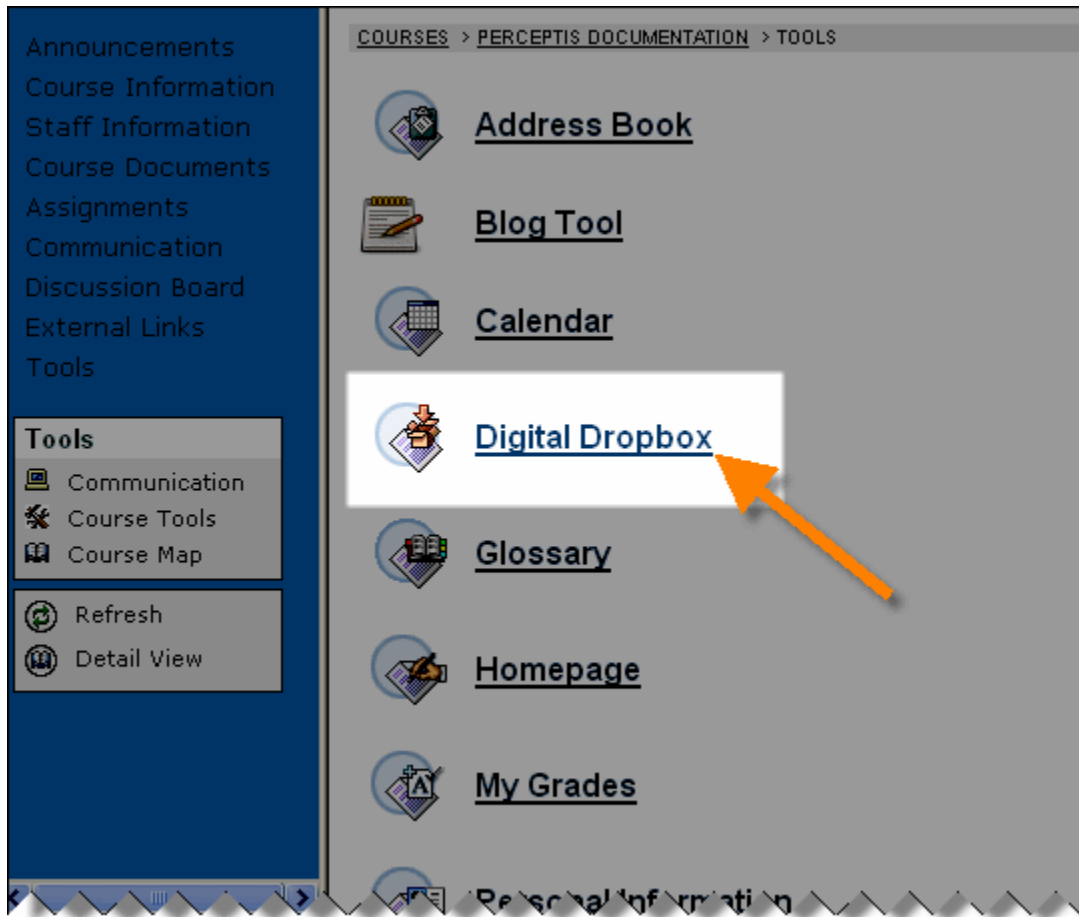 Announcements
Course Information
Staff Information
Course Documents
Assignments
Communication
Discussion Board
External Links
Tools
Tools
Communication
Course Tools
Course Map
Refresh
Detail View
COURSES > PERCEPTIS DOCUMENTATION > TOOLS
Address Book
Blog Tool
Calendar
Digital Dropbox
Glossary
Homepage
My Grades
Personal Information